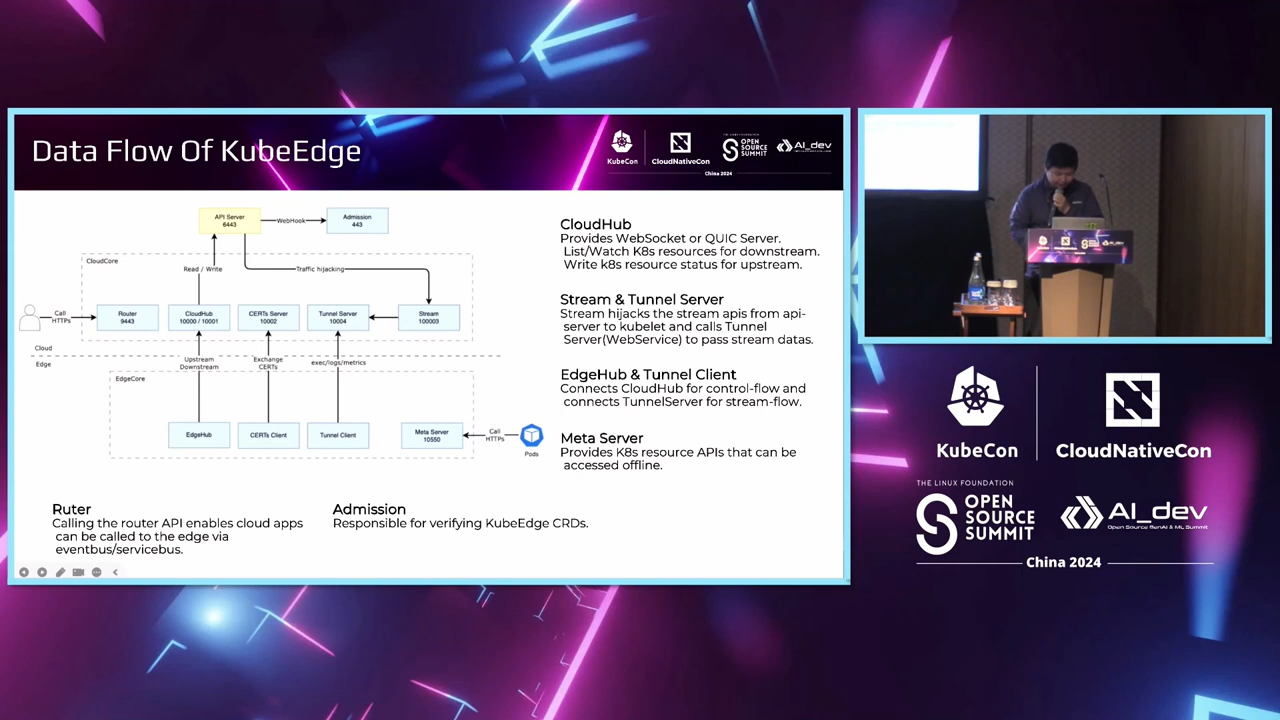 Data Flow Of KubeEdge
KubeCon
CloudNativeCon
THE LINUX FOUNDATION
OPEN
SOURCE
SUMMIT
AI_dev
China 2024
API Server
6443
WebHook
Admission
443
CloudCore
Read / Write
Traffic hijacking
Call
HTTPs
Router
9443
CloudHub
10000 / 10001
CERTs Server
10002
Tunnel Server
10004
Stream
100003
Cloud
Edge
Upstream
Downstream
Exchange
CERTs
exec/logs/metrics
EdgeCore
EdgeHub
CERTs Client
Tunnel Client
Meta Server
10550
Call
HTTPs
Pods
CloudHub
Provides WebSocket or QUIC Server.
List/Watch K8s resources for downstream.
Write k8s resource status for upstream.
Stream & Tunnel Server
Stream hijacks the stream apis from api-
server to kubelet and calls Tunnel
Server(WebService) to pass stream datas.
EdgeHub & Tunnel Client
Connects CloudHub for control-flow and
connects TunnelServer for stream-flow.
Meta Server
Provides K8s resource APIs that can be
accessed offline.
Ruter
Calling the router API enables cloud apps
can be called to the edge via
eventbus/servicebus.
Admission
Responsible for verifying KubeEdge CRDs.
KubeCon
CloudNativeCon
THE LINUX FOUNDATION
OPEN
SOURCE
SUMMIT
AI_dev
Open Source GenAI & ML Summit
China 2024